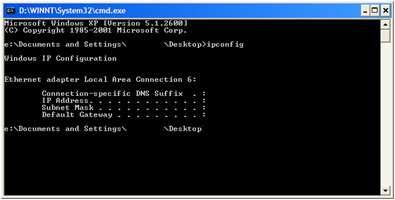 D:\WINNT\System32\cmd.exe
Microsoft Windows XP [Version 5.1.2600]
(C) Copyright 1985-2001 Microsoft Corp.
e:\Documents and Settings\ \Desktop>ipconfig
Windows IP Configuration
Ethernet adapter Local Area Connection 6:
Connection-specific DNS Suffix . :
IP Address. . . . . . . . . . . . :
Subnet Mask . . . . . . . . . . . :
Default Gateway . . . . . . . . . :
e:\Documents and Settings\ \Desktop